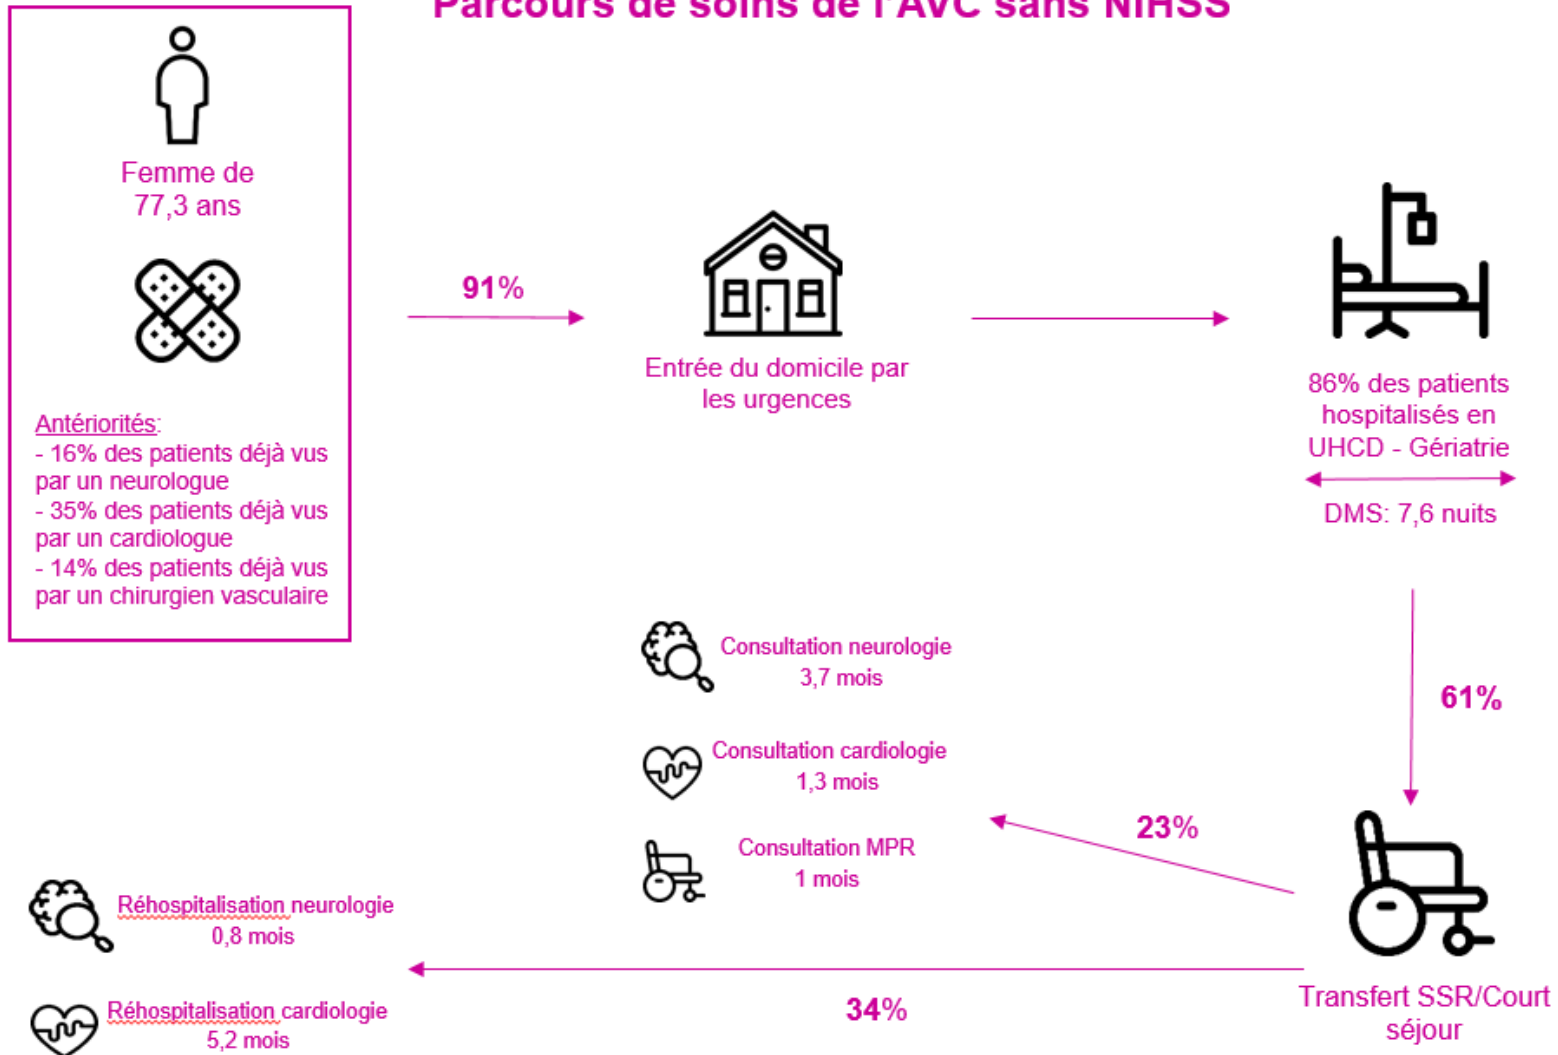 Parcours de soins de l'AVC sans NIHSS
Femme de
77,3 ans
Antériorités:
- 16% des patients déjà vus
par un neurologue
- 35% des patients déjà vus
par un cardiologue
- 14% des patients déjà vus
par un chirurgien vasculaire
91%
Entrée du domicile par
les urgences
86% des patients
hospitalisés en
UHCD - Gériatrie
DMS: 7,6 nuits
61%
Transfert SSR/Court
séjour
23%
Consultation neurologie
3,7 mois
Consultation cardiologie
1,3 mois
Consultation MPR
1 mois
34%
Réhospitalisation neurologie
0,8 mois
Réhospitalisation cardiologie
5,2 mois